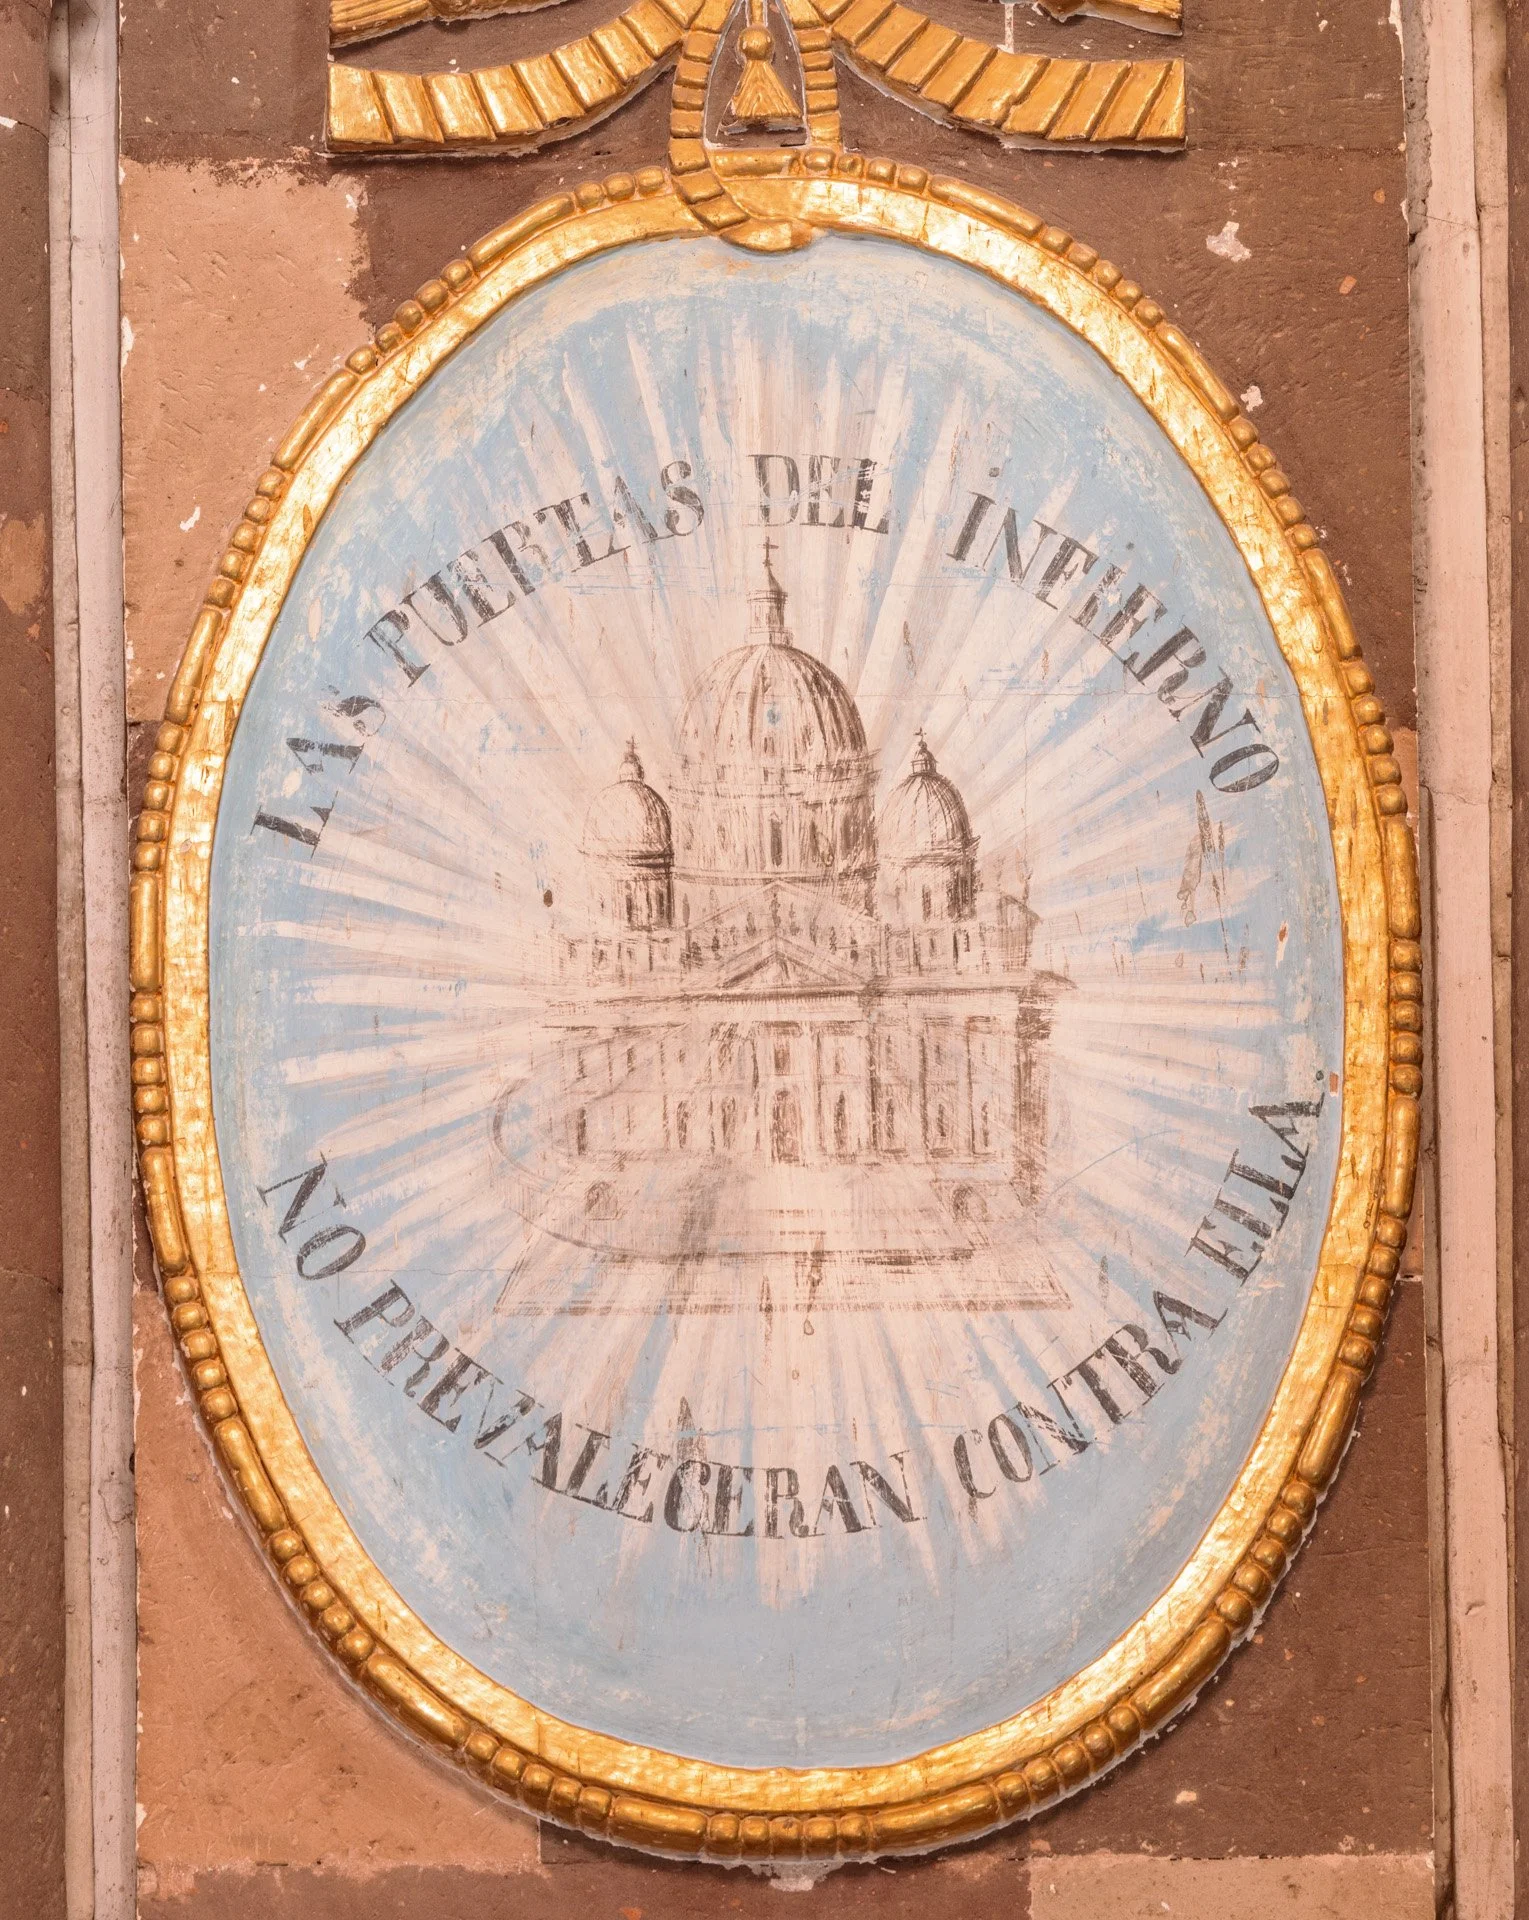 LAS PUERTAS DEL INFIERNO
NO PREVALECERAN CONTRA ELLA.